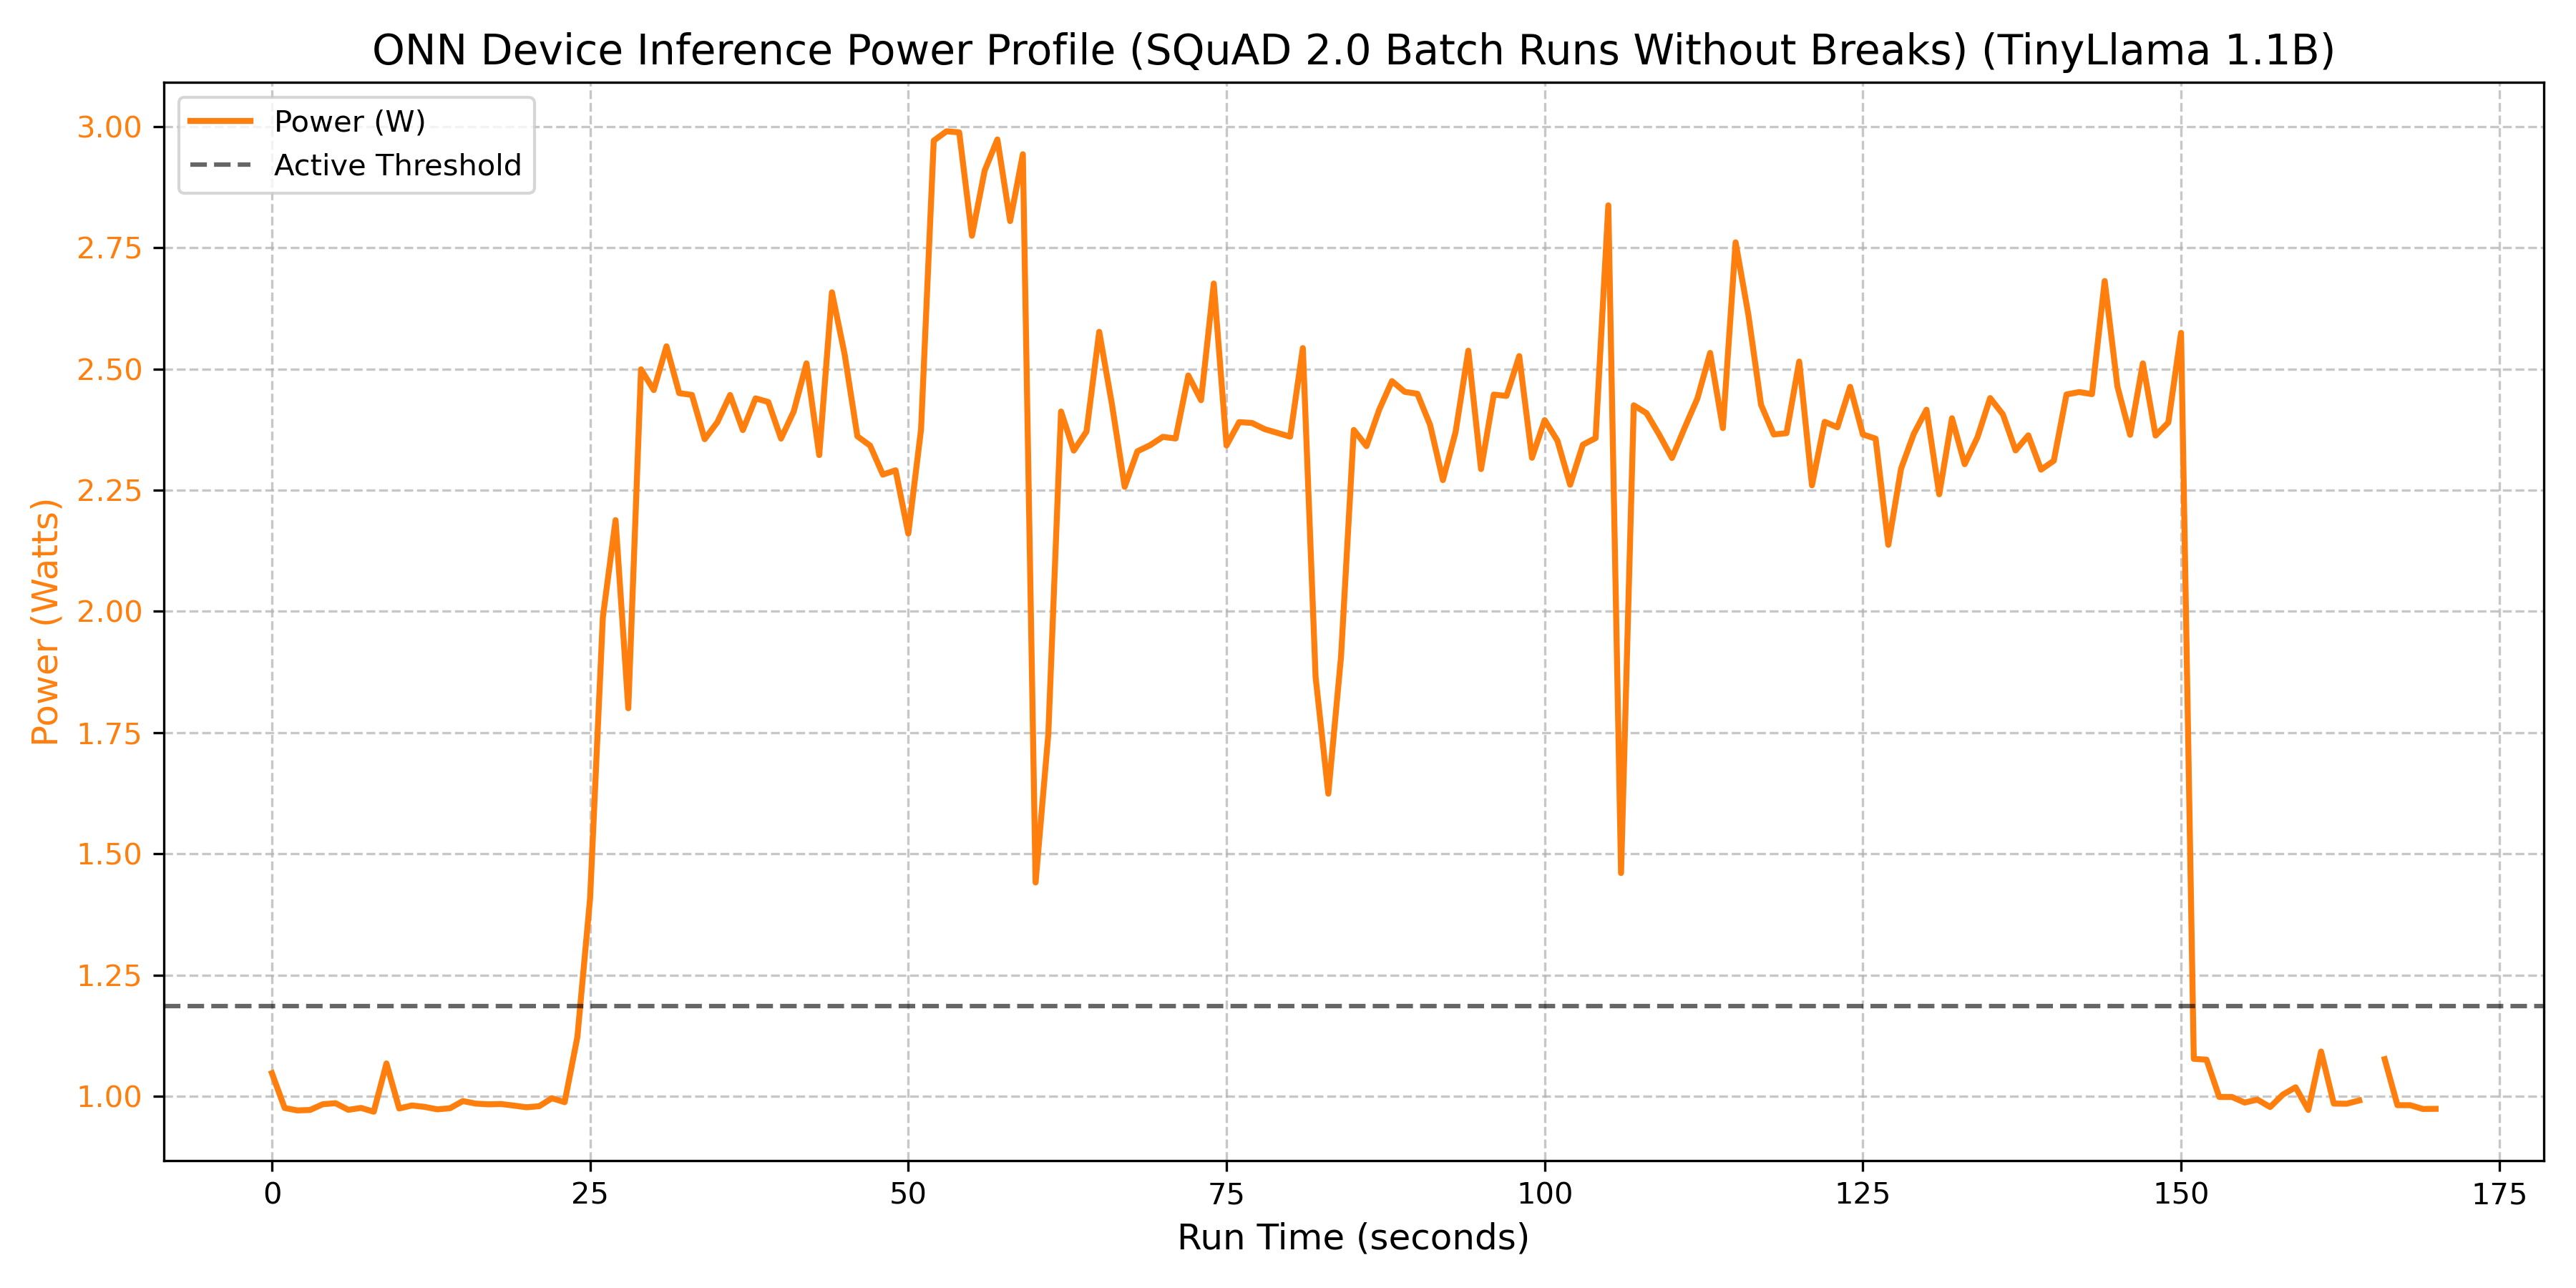 ONN Device Inference Power Profile (SQuAD 2.0 Batch Runs Without Breaks) (TinyLlama 1.1B)
Power (W)
Active Threshold
Power (Watts)
3.00
2.75
2.50
2.25
2.00
1.75
1.50
1.25
1.00
0 25 50 75 100 125 150 175
Run Time (seconds)